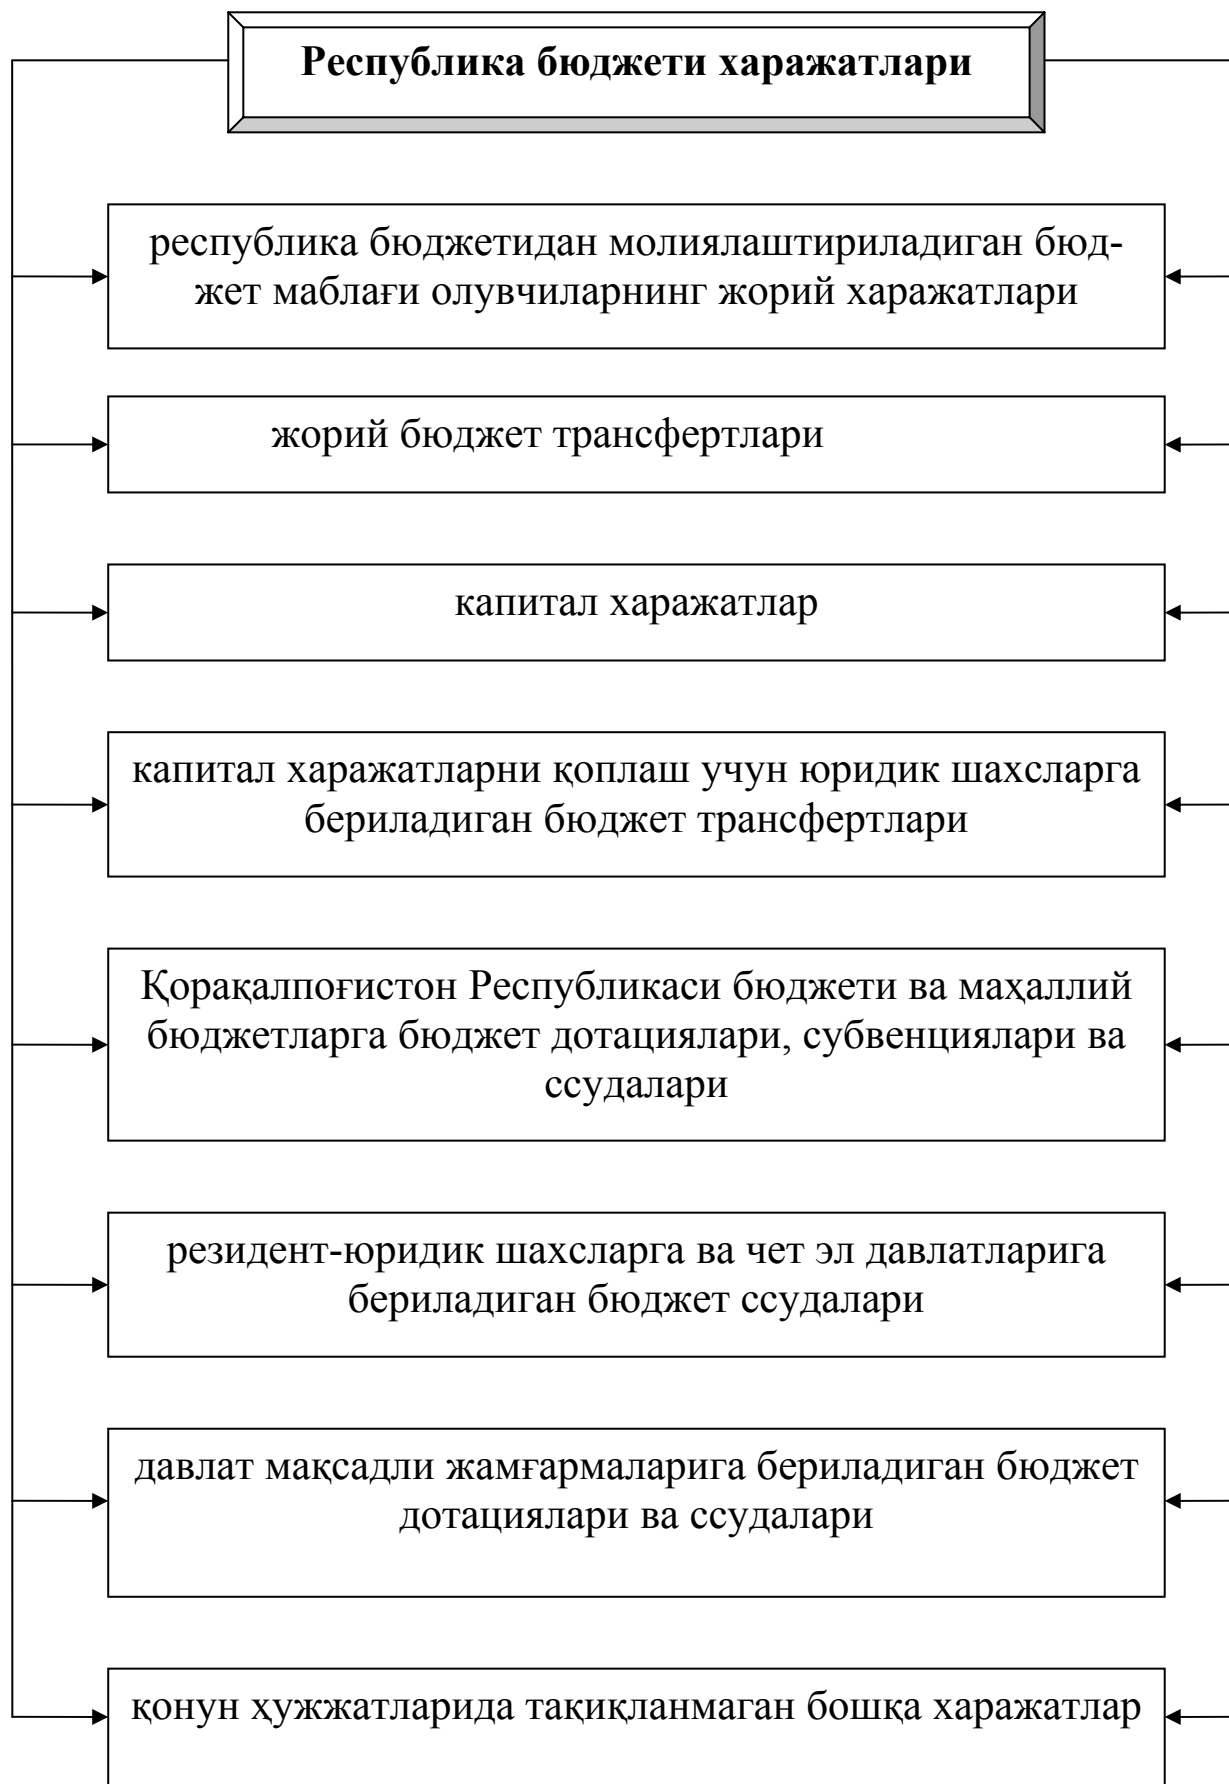 Республика бюджети харажатлари
республика бюджетидан молиялаштириладиган бюд-
жет маблағи олувчиларнинг жорий харажатлари
жорий бюджет трансфертлари
капитал харажатлар
капитал харажатларни қоплаш учун юридик шахсларга
бериладиган бюджет трансфертлари
Қорақалпоғистон Республикаси бюджети ва маҳаллий
бюджетларга бюджет дотациялари, субвенциялари ва
ссудалари
резидент-юридик шахсларга ва чет эл давлатларига
бериладиган бюджет ссудалари
давлат мақсадли жамғармаларига бериладиган бюджет
дотациялари ва ссудалари
қонун ҳужжатларида тақиқланмаган бошқа харажатлар